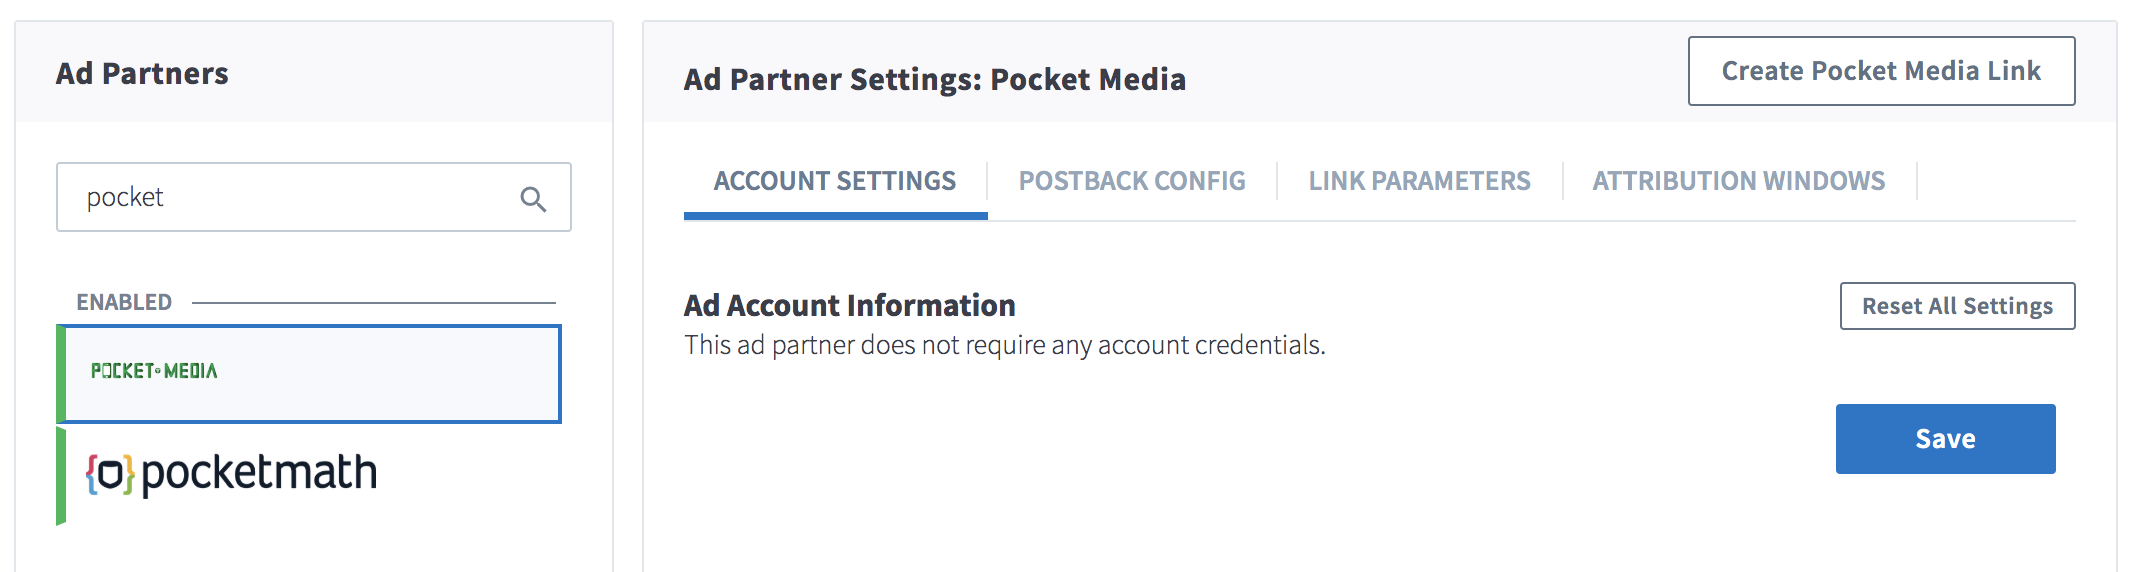 Ad Partners
pocket
ENABLED
POCKET MEDIA
{o}pocketmath
Ad Partner Settings: Pocket Media
Create Pocket Media Link
ACCOUNT SETTINGS
POSTBACK CONFIG
LINK PARAMETERS
ATTRIBUTION WINDOWS
Ad Account Information
Reset All Settings
This ad partner does not require any account credentials.
Save